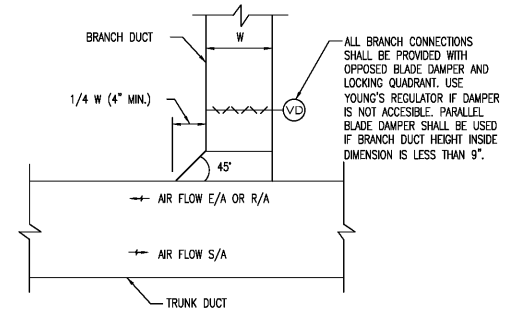 BRANCH DUCT
W
1/4 W (4" MIN.)
VD
ALL BRANCH CONNECTIONS
SHALL BE PROVIDED WITH
OPPOSED BLADE DAMPER AND
LOCKING QUADRANT. USE
YOUNG'S REGULATOR IF DAMPER
IS NOT ACCESIBLE. PARALLEL
BLADE DAMPER SHALL BE USED
IF BRANCH DUCT HEIGHT INSIDE
DIMENSION IS LESS THAN 9".
45°
AIR FLOW E/A OR R/A
AIR FLOW S/A
TRUNK DUCT